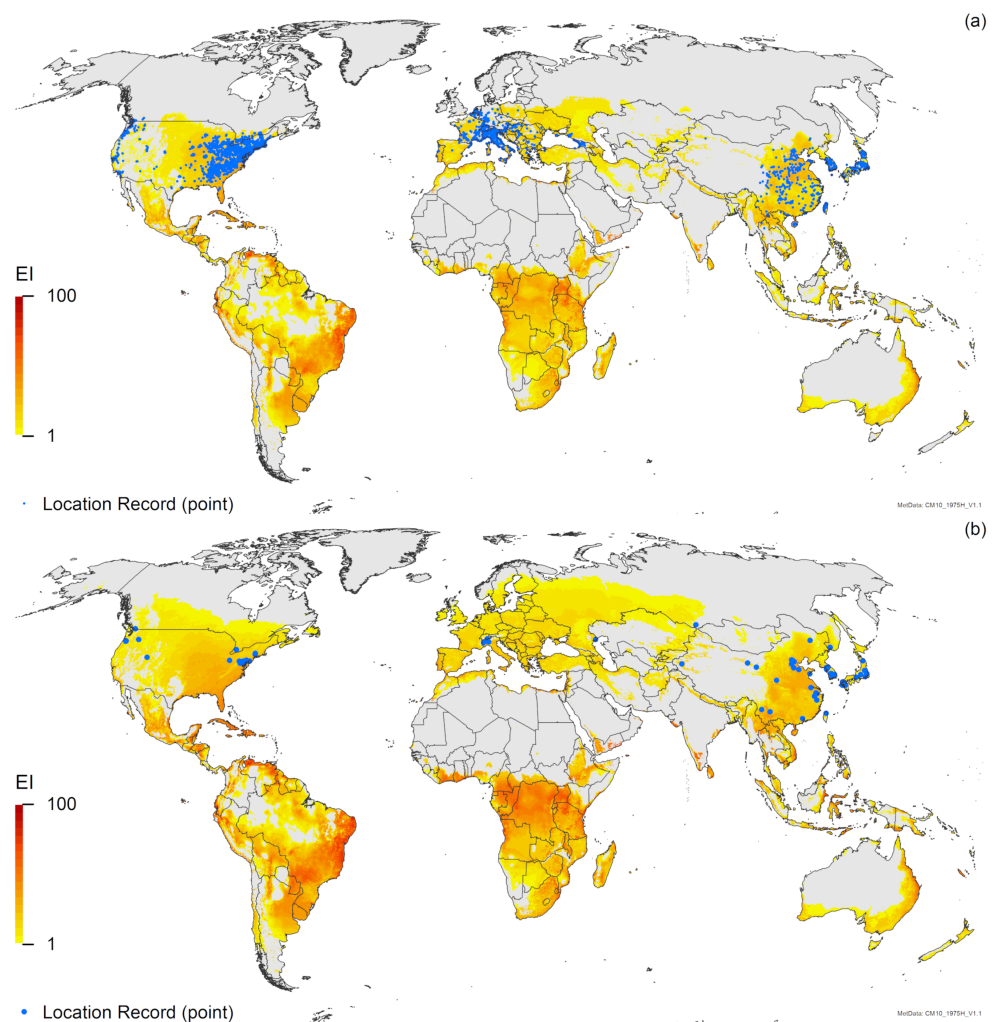 (a)
EI
100
1
Location Record (point)
MetData: CM10_1975H_V1.1
(b)
EI
100
1
Location Record (point)
MetData: CM10_1975H_V1.1